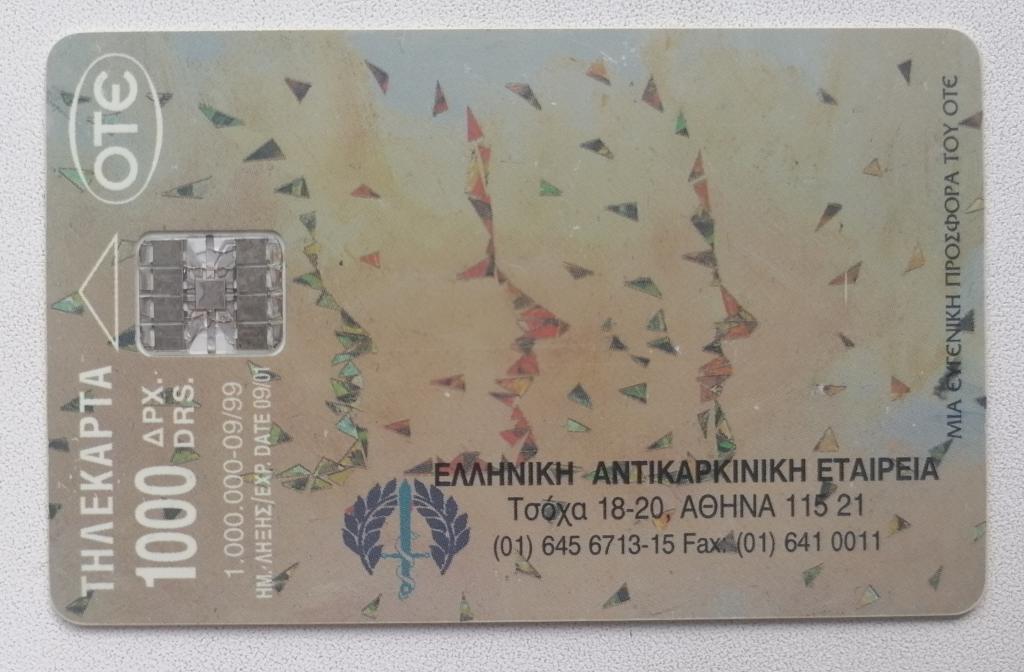 ΟΤΕ
ΤΗΛΕΚΑΡΤΑ
1000 ΔΡΧ.
DRS.
1.000.000-09/99
ΗΜ. ΛΗΞΗΣ/EXP. DATE 09/01
ΕΛΛΗΝΙΚΗ ΑΝΤΙΚΑΡΚΙΝΙΚΗ ΕΤΑΙΡΕΙΑ
Τσόχα 18-20, ΑΘΗΝΑ 115 21
(01) 645 6713-15 Fax: (01) 641 0011
ΜΙΑ ΕΥΓΕΝΙΚΗ ΠΡΟΣΦΟΡΑ ΤΟΥ ΟΤΕ